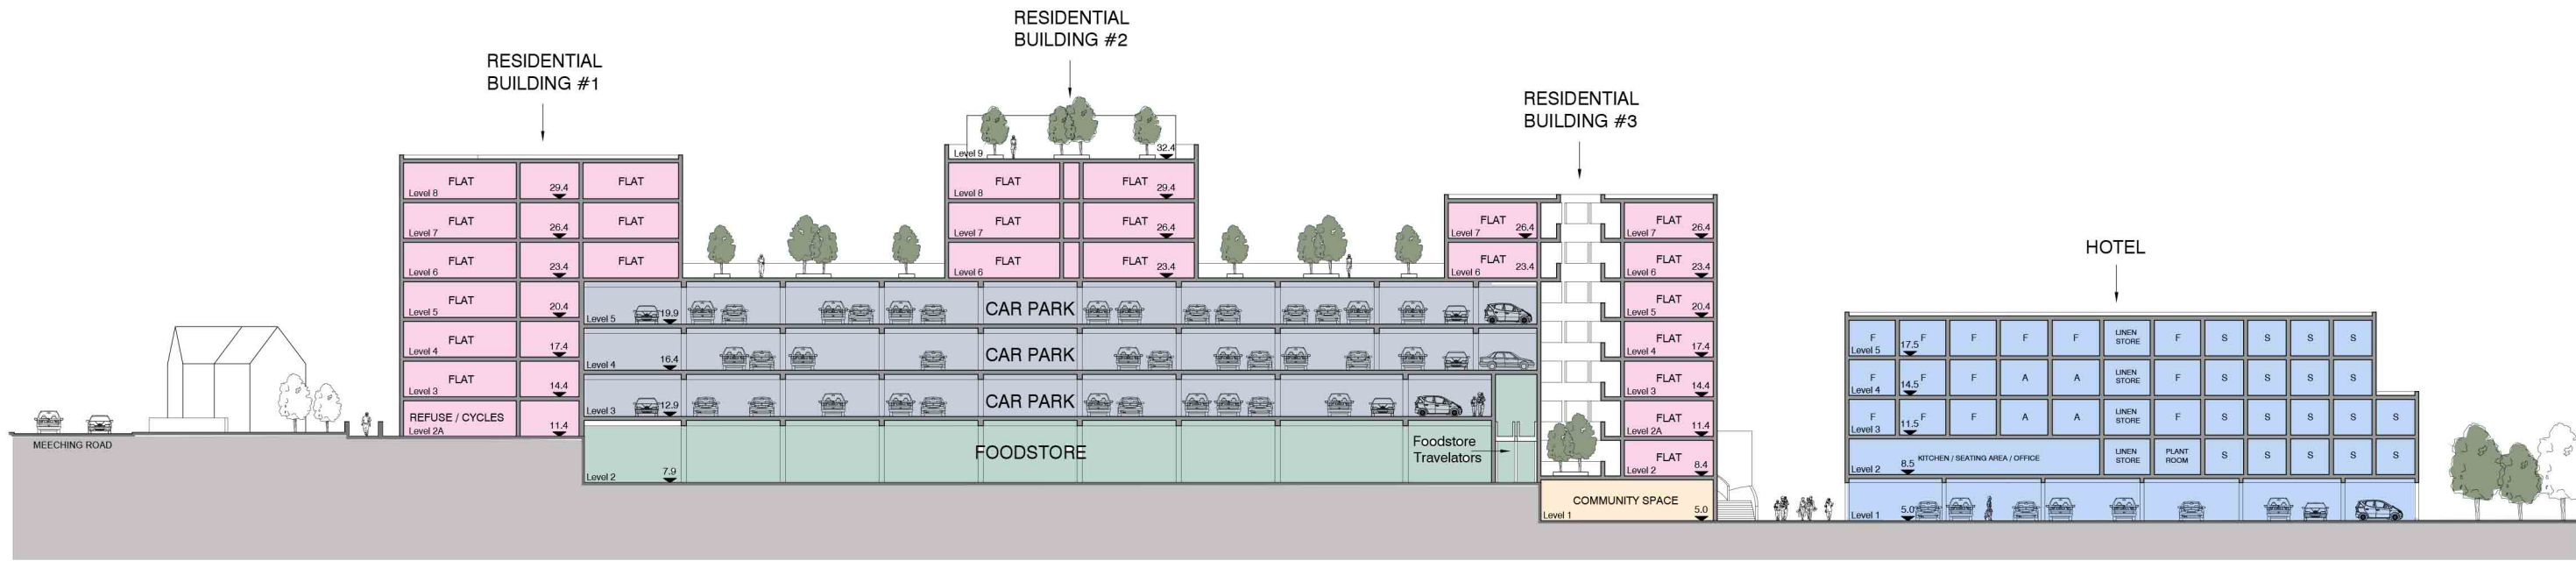 RESIDENTIAL
BUILDING #2
RESIDENTIAL
BUILDING #1
RESIDENTIAL
BUILDING #3
HOTEL
Level 9 32.4
FLAT FLAT
Level 8 29.4
FLAT FLAT
Level 7 26.4
FLAT FLAT
Level 6 23.4
FLAT
Level 5 20.4
FLAT
Level 4 17.4
FLAT
Level 3 14.4
REFUSE / CYCLES
Level 2A 11.4
MEECHING ROAD
FLAT FLAT
Level 8 29.4
FLAT FLAT
Level 7 26.4
FLAT FLAT
Level 6 23.4
CAR PARK
Level 5 19.9
CAR PARK
Level 4 16.4
CAR PARK
Level 3 12.9
FOODSTORE
Level 2 7.9
Foodstore
Travelators
FLAT
Level 7 26.4
FLAT
Level 6 23.4
FLAT
Level 7 26.4
FLAT
Level 6 23.4
FLAT
Level 5 20.4
FLAT
Level 4 17.4
FLAT
Level 3 14.4
FLAT
Level 2A 11.4
FLAT
Level 2 8.4
COMMUNITY SPACE
Level 1 5.0
F F F F F LINEN STORE F S S S S
Level 5 17.5
F F F A A LINEN STORE F S S S S
Level 4 14.5
F F F A A LINEN STORE F S S S S S
Level 3 11.5
KITCHEN / SEATING AREA / OFFICE LINEN STORE PLANT ROOM S S S S S
Level 2 8.5
Level 1 5.0